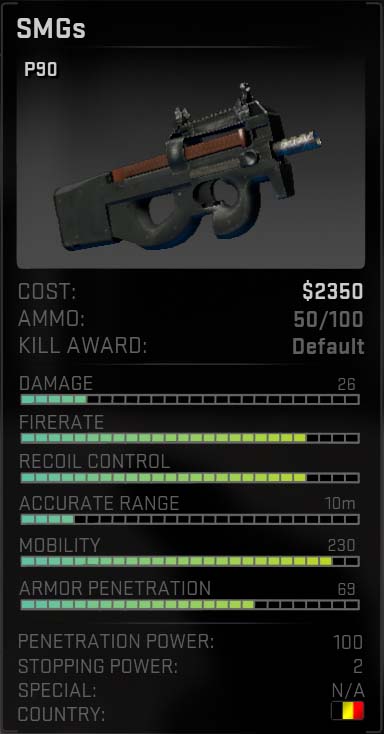 SMGs
P90
COST: $2350
AMMO: 50/100
KILL AWARD: Default
DAMAGE 26
FIRERATE
RECOIL CONTROL
ACCURATE RANGE 10m
MOBILITY 230
ARMOR PENETRATION 69
PENETRATION POWER: 100
STOPPING POWER: 2
SPECIAL: N/A
COUNTRY: